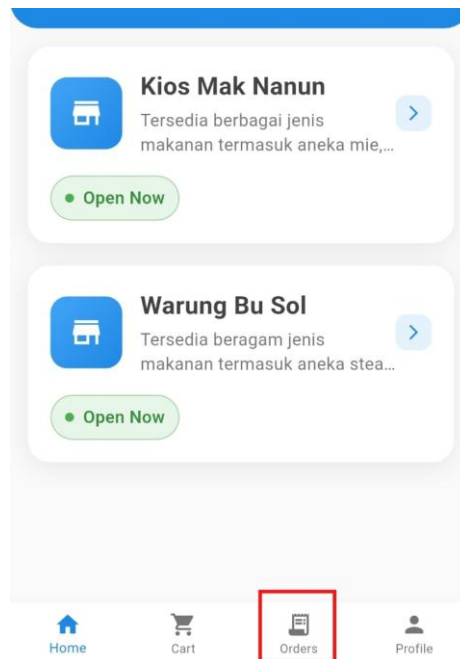 Kios Mak Nanun
Tersedia berbagai jenis
makanan termasuk aneka mie,...
Open Now
Warung Bu Sol
Tersedia beragam jenis
makanan termasuk aneka stea...
Open Now
Home
Cart
Orders
Profile